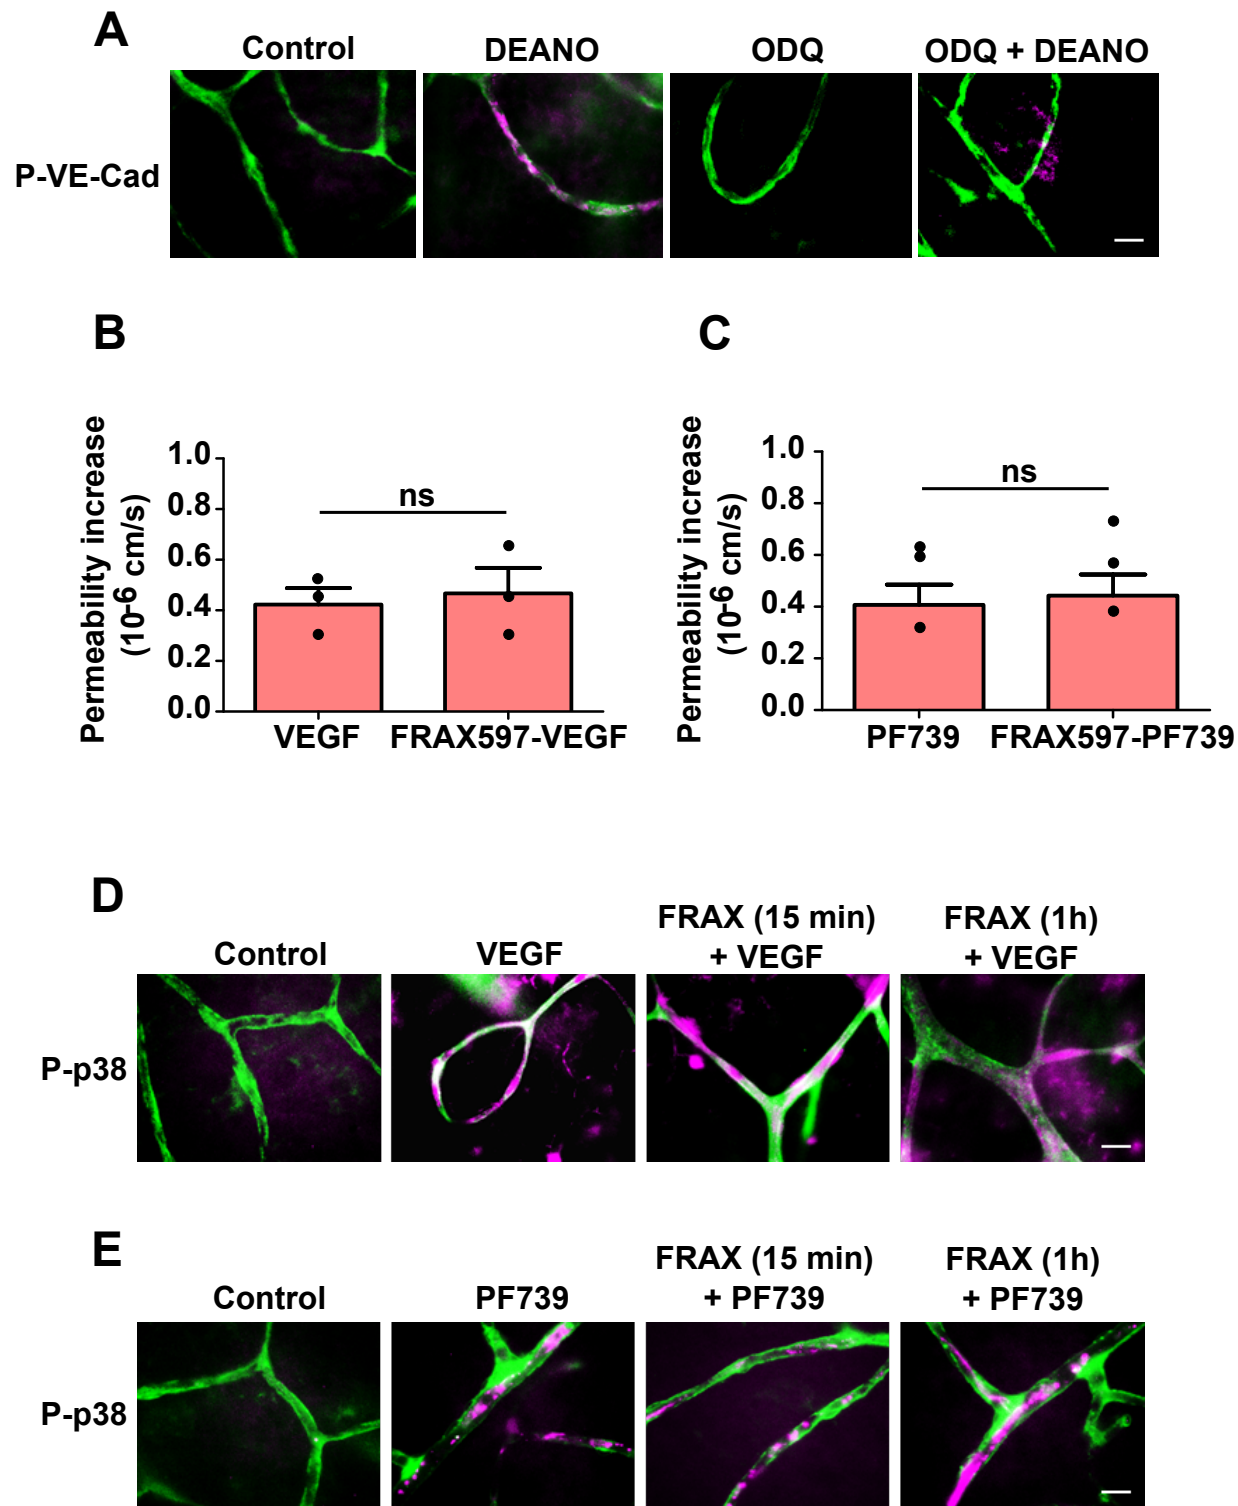 A
Control
DEANO
ODQ
ODQ + DEANO
P-VE-Cad
B
Permeability increase
(10-6 cm/s)
1.0
0.8
0.6
0.4
0.2
0.0
ns
VEGF
FRAX597-VEGF
C
Permeability increase
(10-6 cm/s)
1.0
0.8
0.6
0.4
0.2
0.0
ns
PF739
FRAX597-PF739
D
Control
VEGF
FRAX (15 min)
+ VEGF
FRAX (1h)
+ VEGF
P-p38
E
Control
PF739
FRAX (15 min)
+ PF739
FRAX (1h)
+ PF739
P-p38